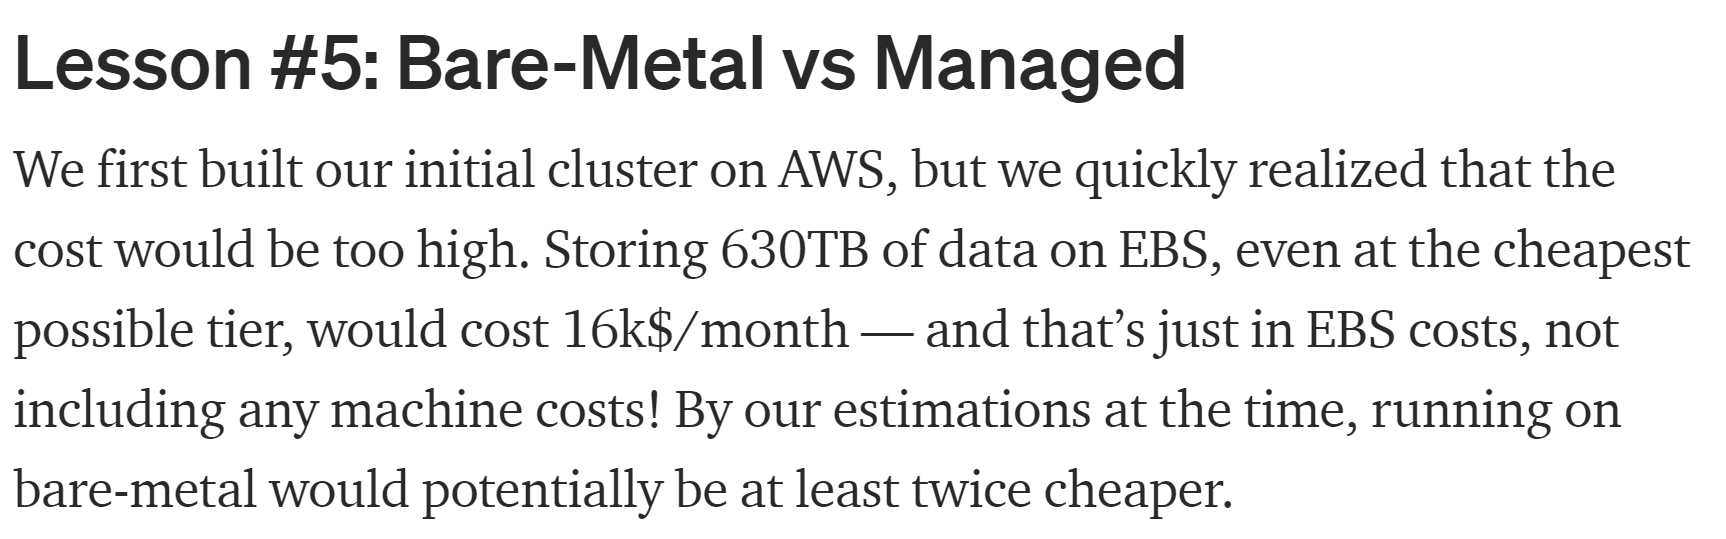 Lesson #5: Bare-Metal vs Managed
We first built our initial cluster on AWS, but we quickly realized that the
cost would be too high. Storing 630TB of data on EBS, even at the cheapest
possible tier, would cost 16k$/month — and that’s just in EBS costs, not
including any machine costs! By our estimations at the time, running on
bare-metal would potentially be at least twice cheaper.